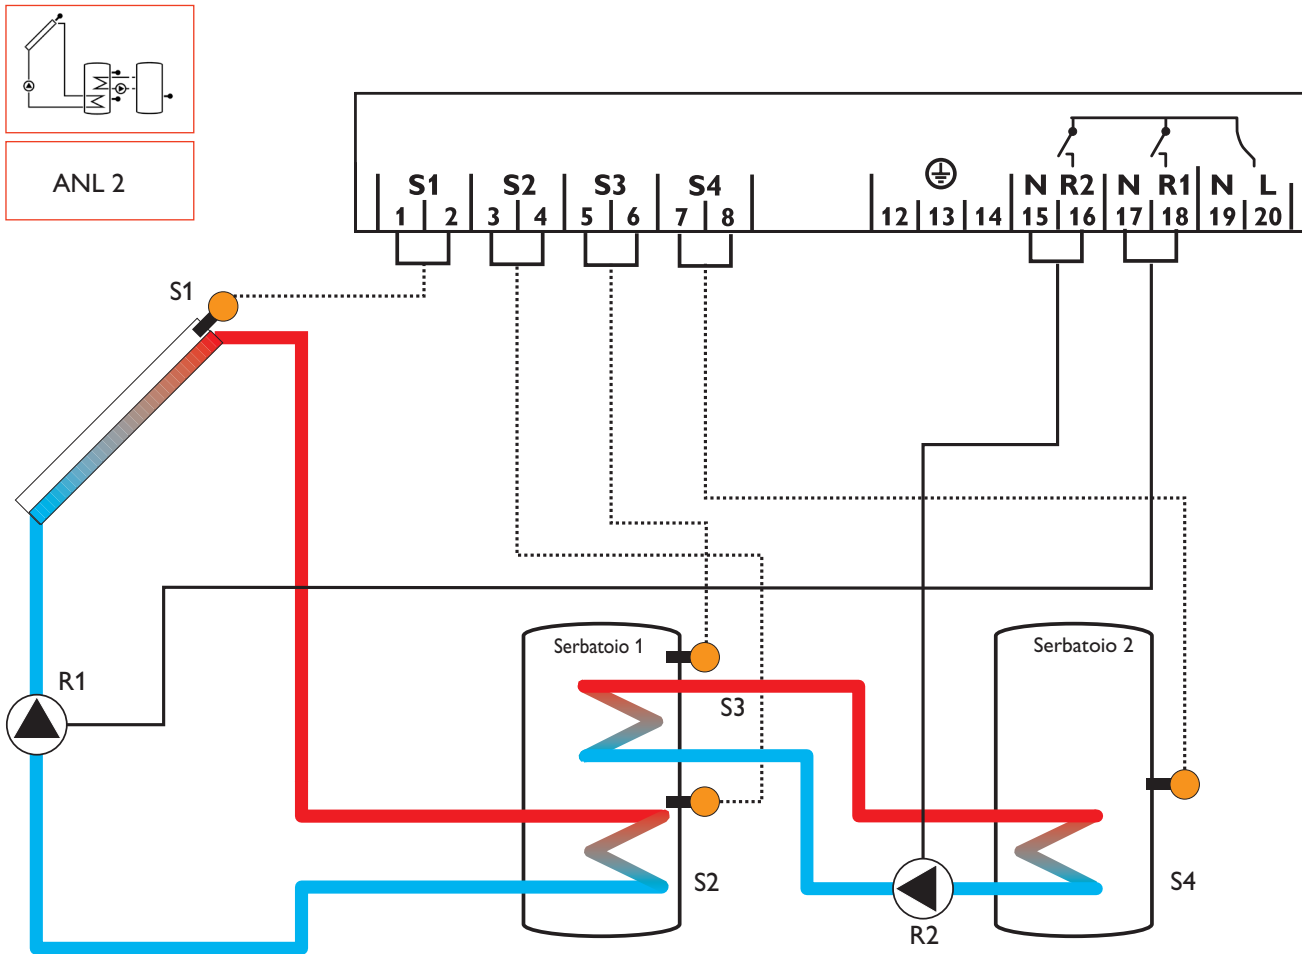 ANL 2
S1 S2 S3 S4 N R2 N R1 N L
1 2 3 4 5 6 7 8 12 13 14 15 16 17 18 19 20
S1
Serbatoio 1
Serbatoio 2
R1
S3
S2
S4
R2